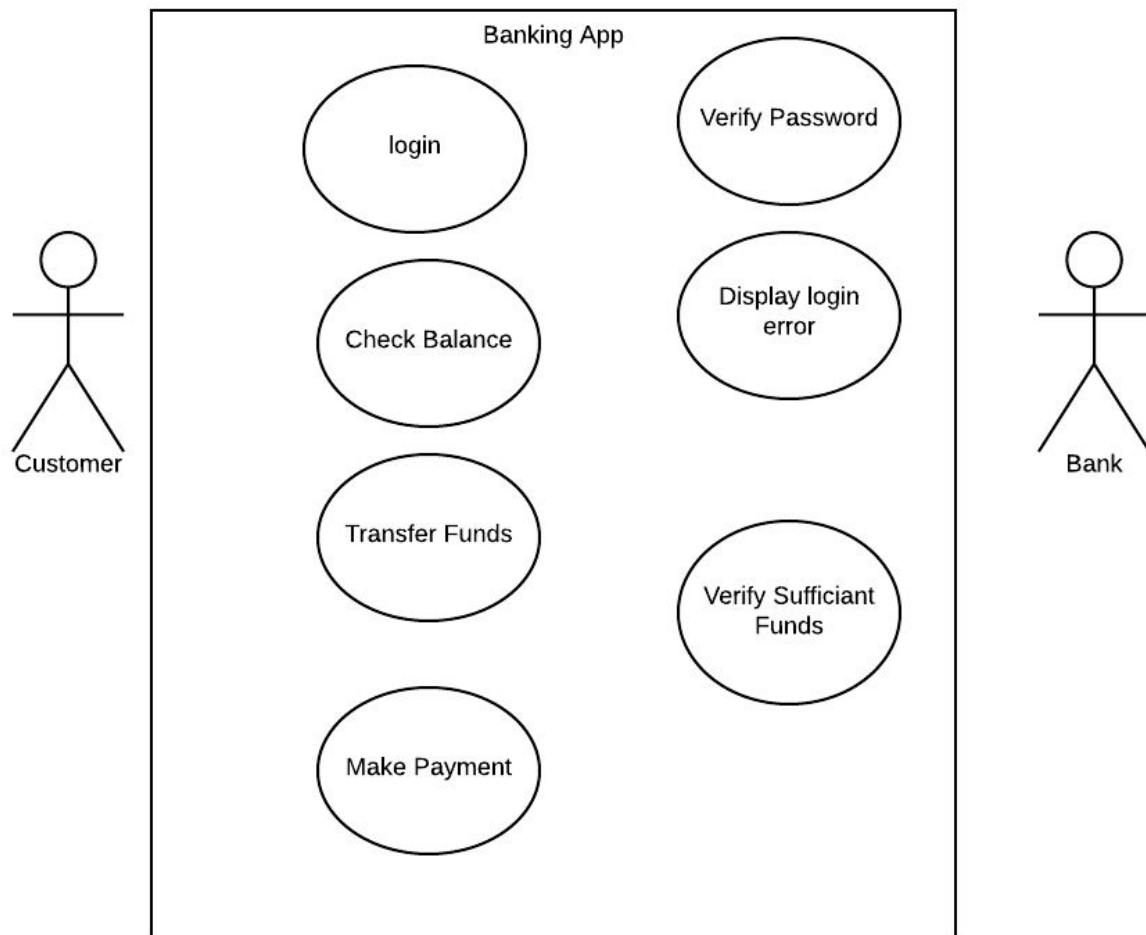 Banking App
login
Verify Password
Check Balance
Display login
error
Customer
Bank
Transfer Funds
Verify Sufficiant
Funds
Make Payment